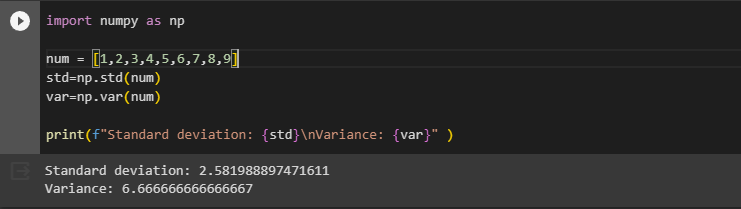 import numpy as np
num = [1,2,3,4,5,6,7,8,9]
std=np.std(num)
var=np.var(num)
print(f"Standard deviation: {std}\nVariance: {var}" )
Standard deviation: 2.581988897471611
Variance: 6.666666666666667